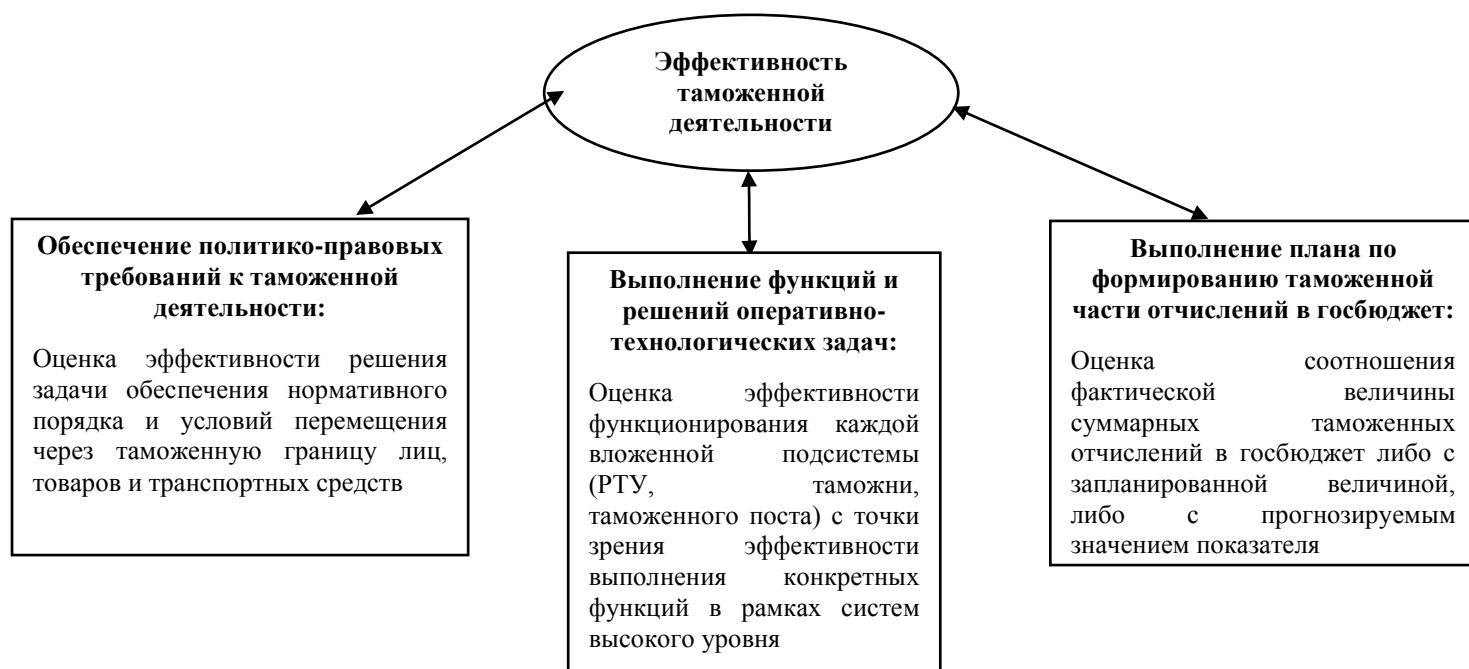 Эффективность
таможенной
деятельности
Обеспечение политико-правовых
требований к таможенной
деятельности:
Оценка эффективности решения
задачи обеспечения нормативного
порядка и условий перемещения
через таможенную границу лиц,
товаров и транспортных средств
Выполнение функций и
решений оперативно-
технологических задач:
Оценка эффективности
функционирования каждой
вложенной подсистемы
(РТУ, таможни,
таможенного поста) с точки
зрения эффективности
выполнения конкретных
функций в рамках систем
высокого уровня
Выполнение плана по
формированию таможенной
части отчислений в госбюджет:
Оценка соотношения
фактической величины
суммарных таможенных
отчислений в госбюджет либо с
запланированной величиной,
либо с прогнозируемым
значением показателя